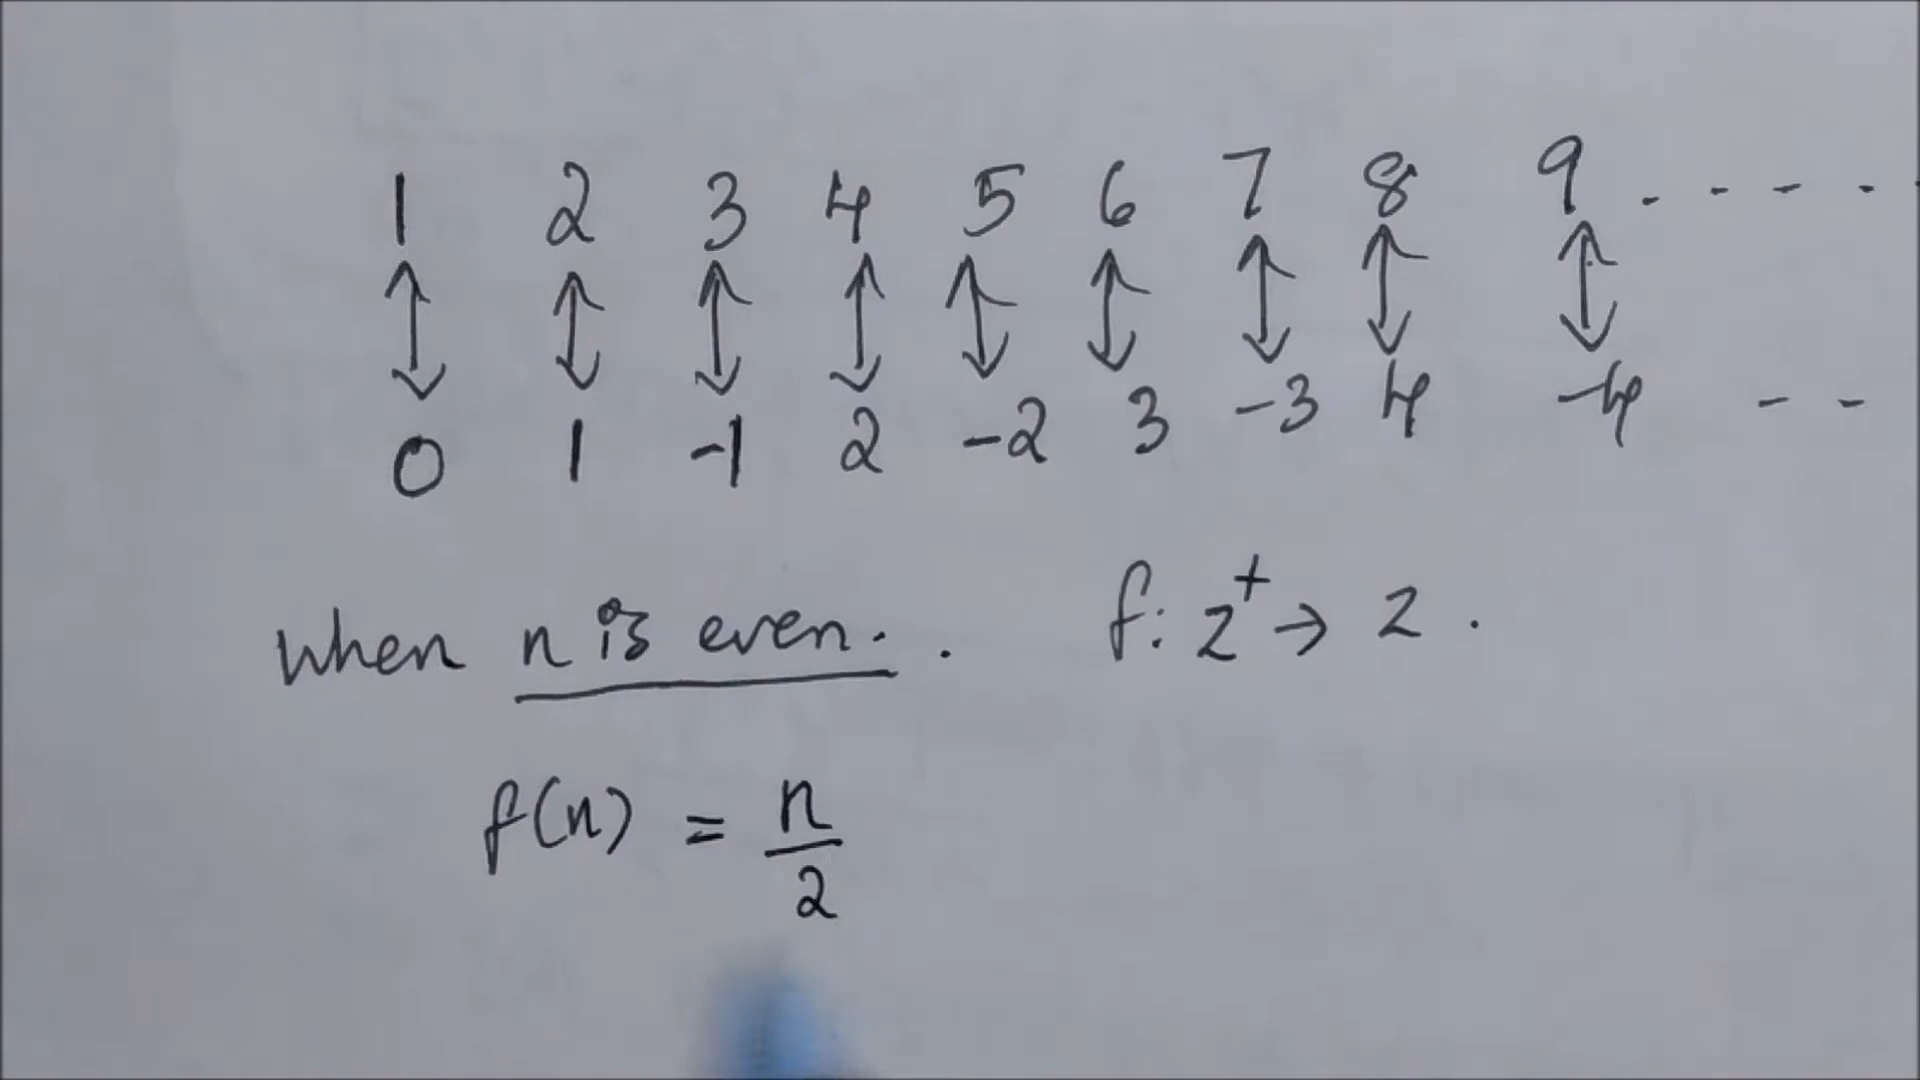 1 2 3 4 5 6 7 8 9 . - - -
0 1 -1 2 -2 3 -3 4 -4 - -
when n is even. . f: Z⁺ → Z .
f(n) = n/2